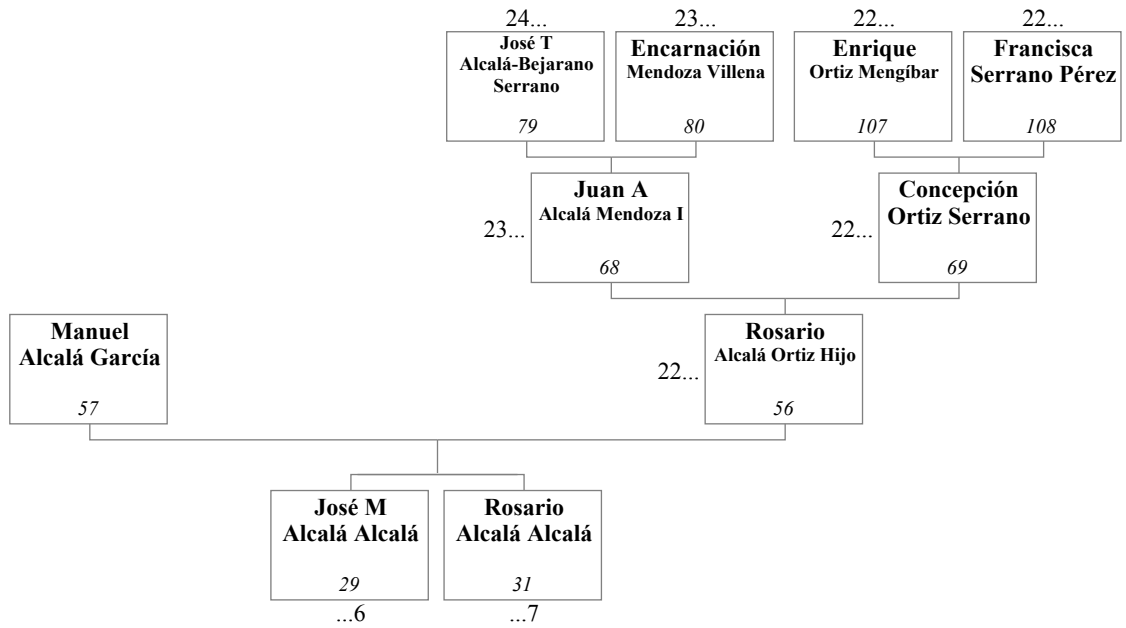 24...
23...
22...
22...
José T
Alcalá-Bejarano
Serrano
79
Encarnación
Mendoza Villena
80
Enrique
Ortiz Mengíbar
107
Francisca
Serrano Pérez
108
23...
Juan A
Alcalá Mendoza I
68
22...
Concepción
Ortiz Serrano
69
Manuel
Alcalá García
57
22...
Rosario
Alcalá Ortiz Hijo
56
José M
Alcalá Alcalá
29
...6
Rosario
Alcalá Alcalá
31
...7